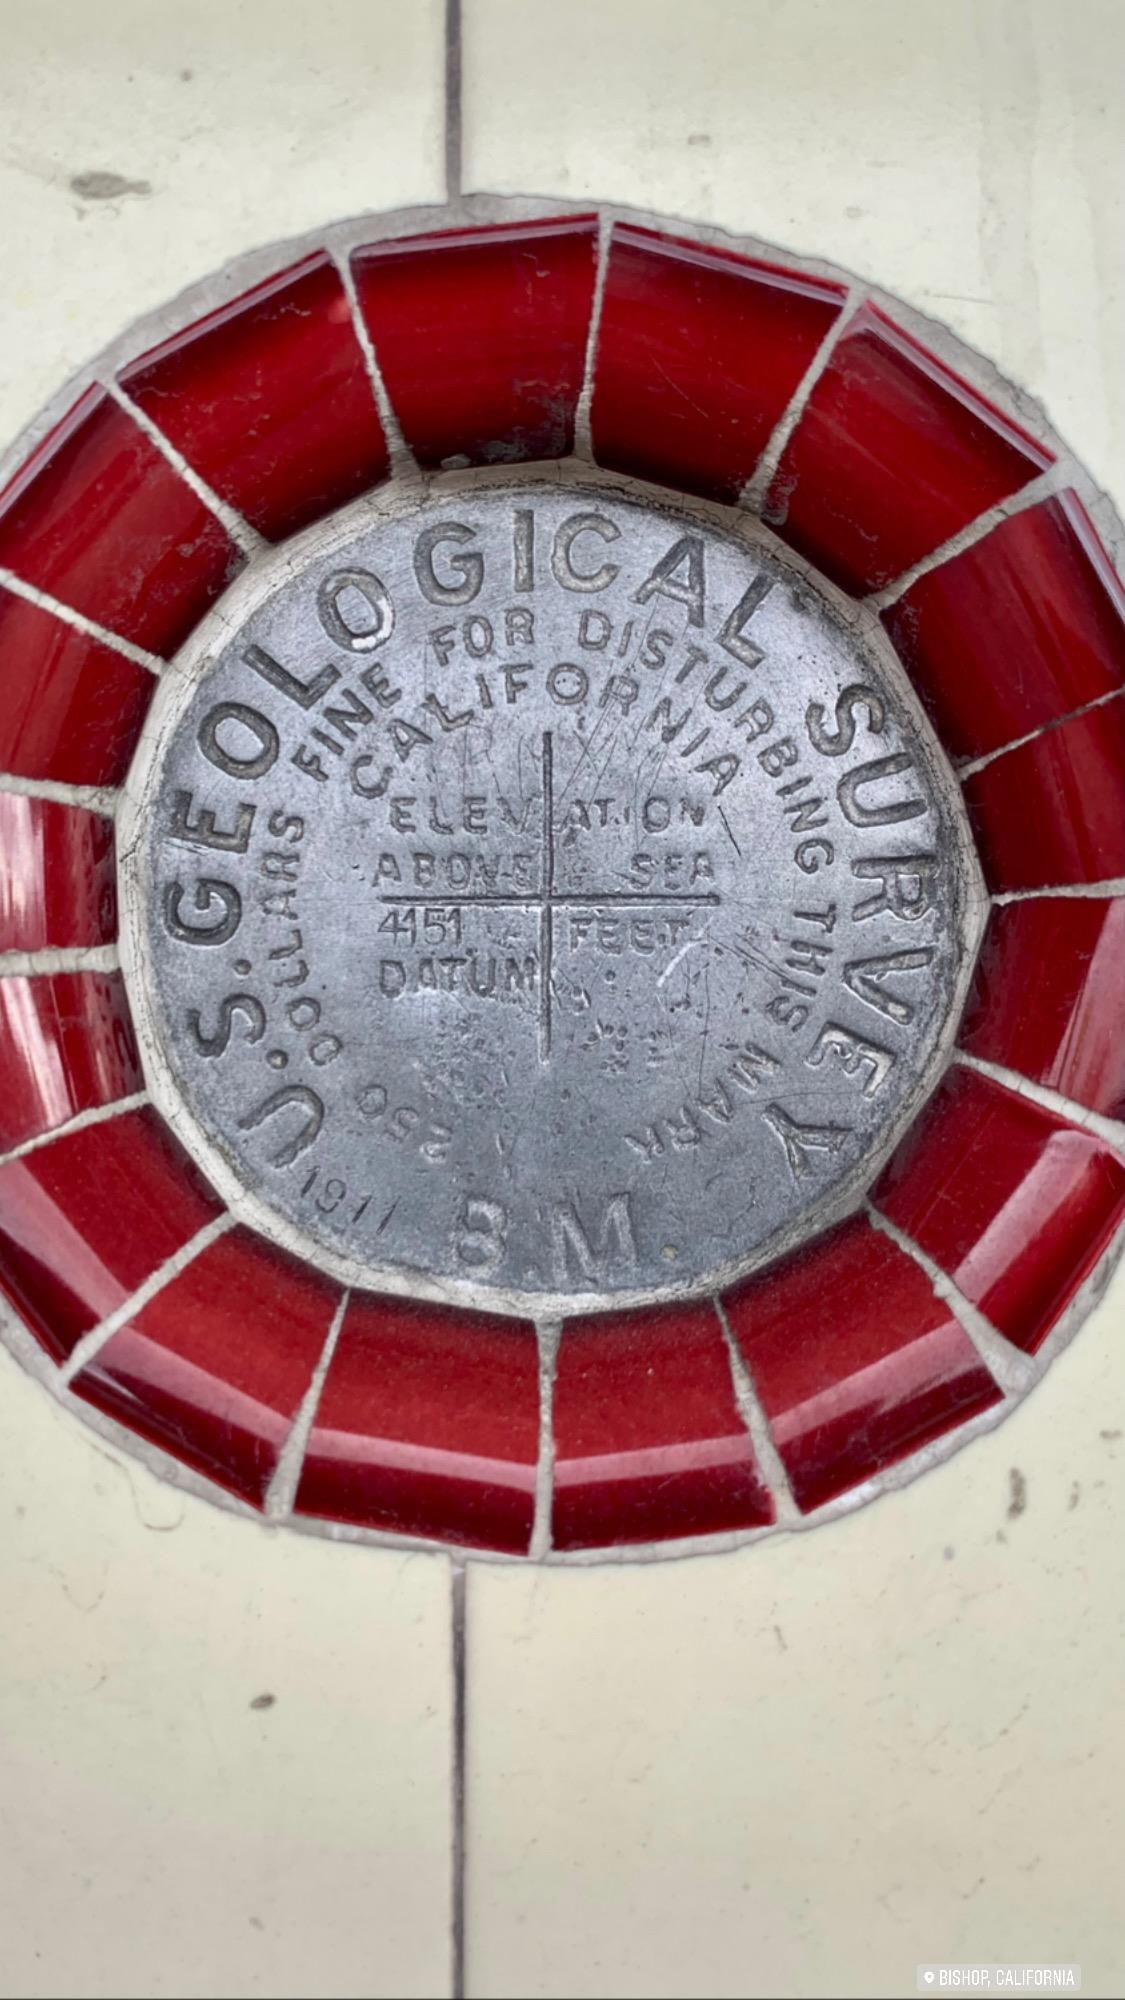 U.S. GEOLOGICAL SURVEY
250 DOLLARS FINE FOR DISTURBING THIS MARK
CALIFORNIA
ELEVATION
ABOVE SEA
4151 FEET
DATUM
1911
B.M.
BISHOP, CALIFORNIA